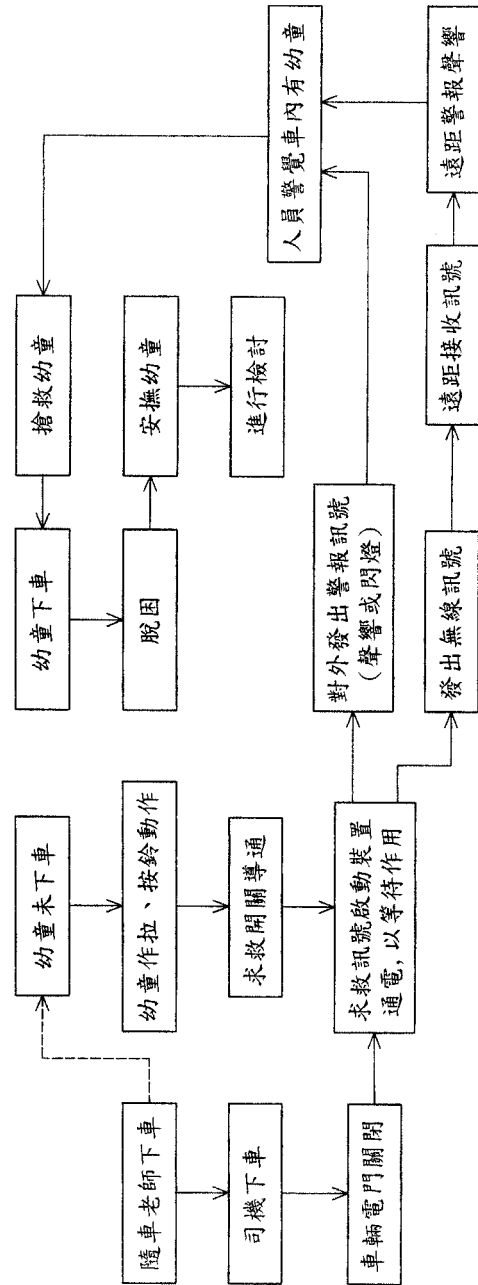 隨車老師下車
司機下車
車輛電門關閉
幼童未下車
幼童作拉、按鈴動作
求救開關導通
求救訊號啟動裝置
通電,以等待作用
對外發出警報訊號
(聲響或閃燈)
發出無線訊號
遠距接收訊號
遠距警報聲響
人員警覺車內有幼童
搶救幼童
幼童下車
脫困
安撫幼童
進行檢討